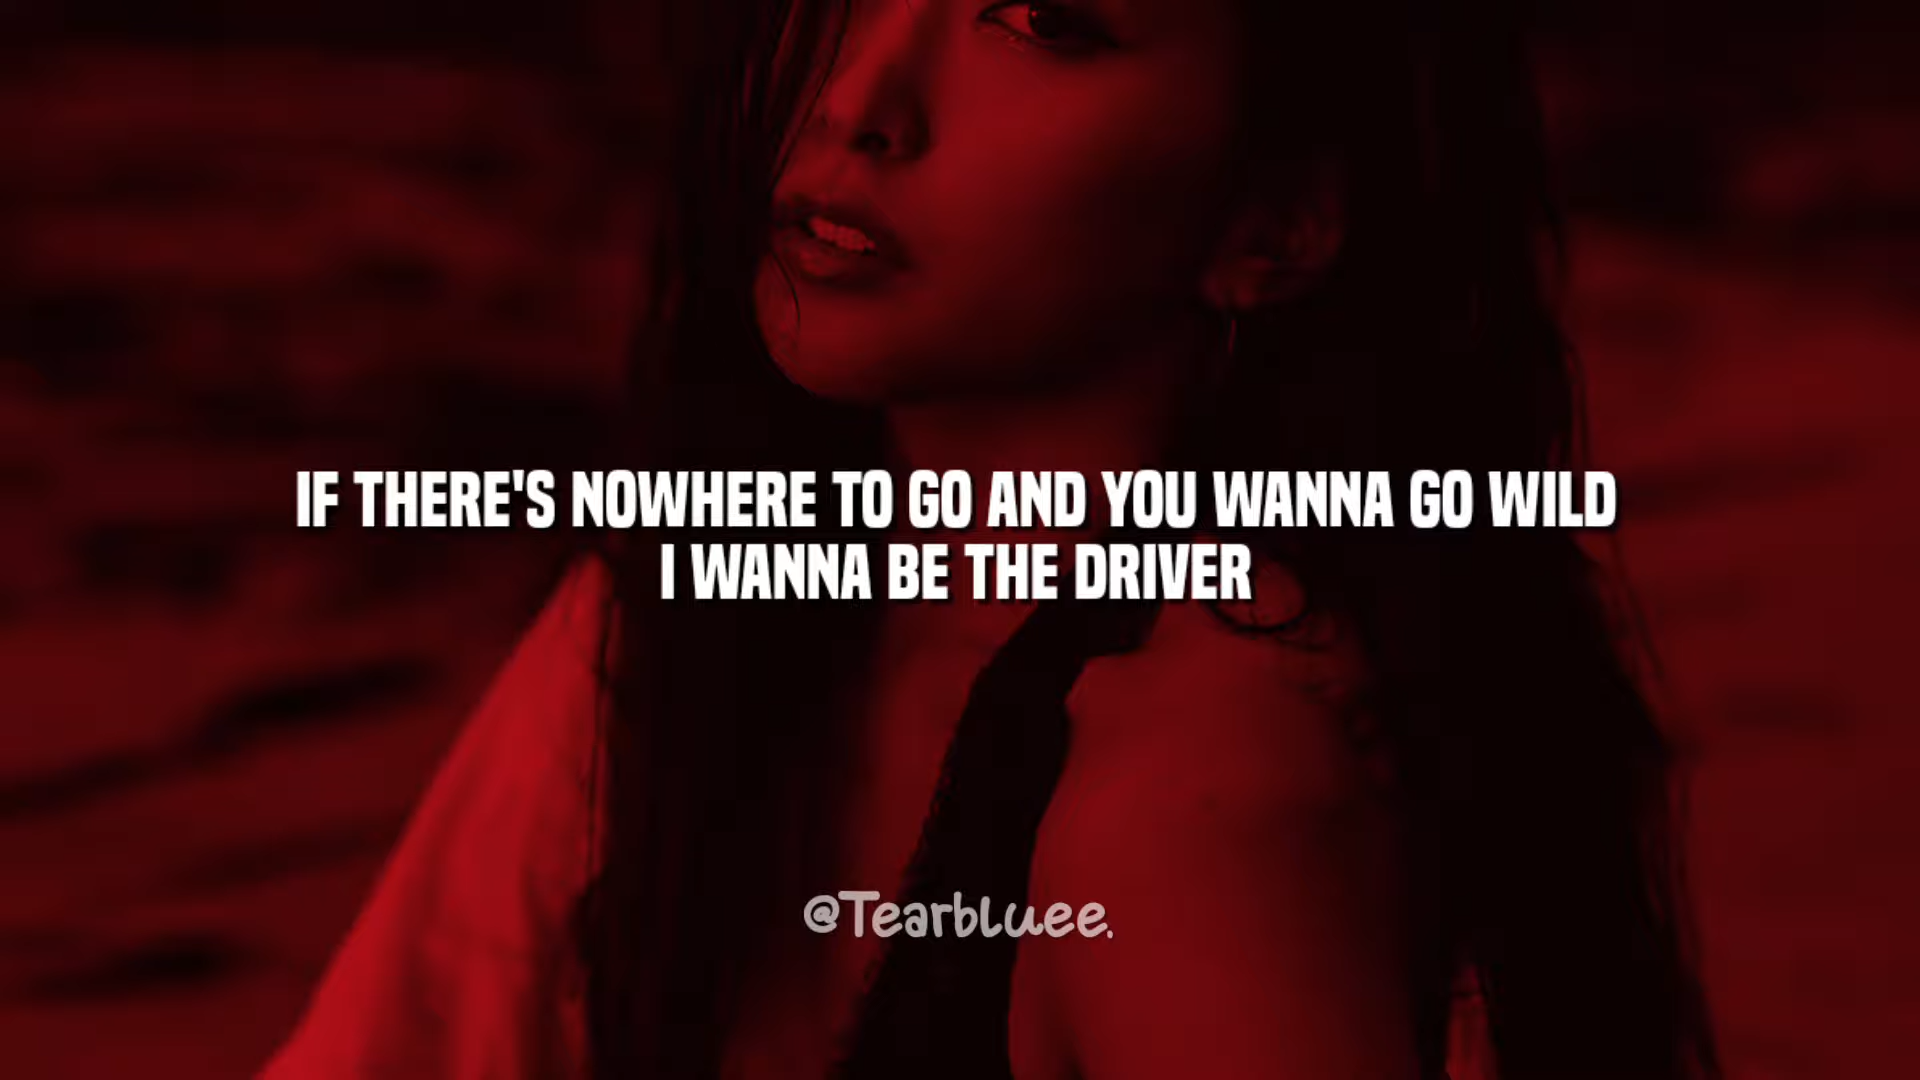 IF THERE'S NOWHERE TO GO AND YOU WANNA GO WILD
I WANNA BE THE DRIVER
@Tearbluee.